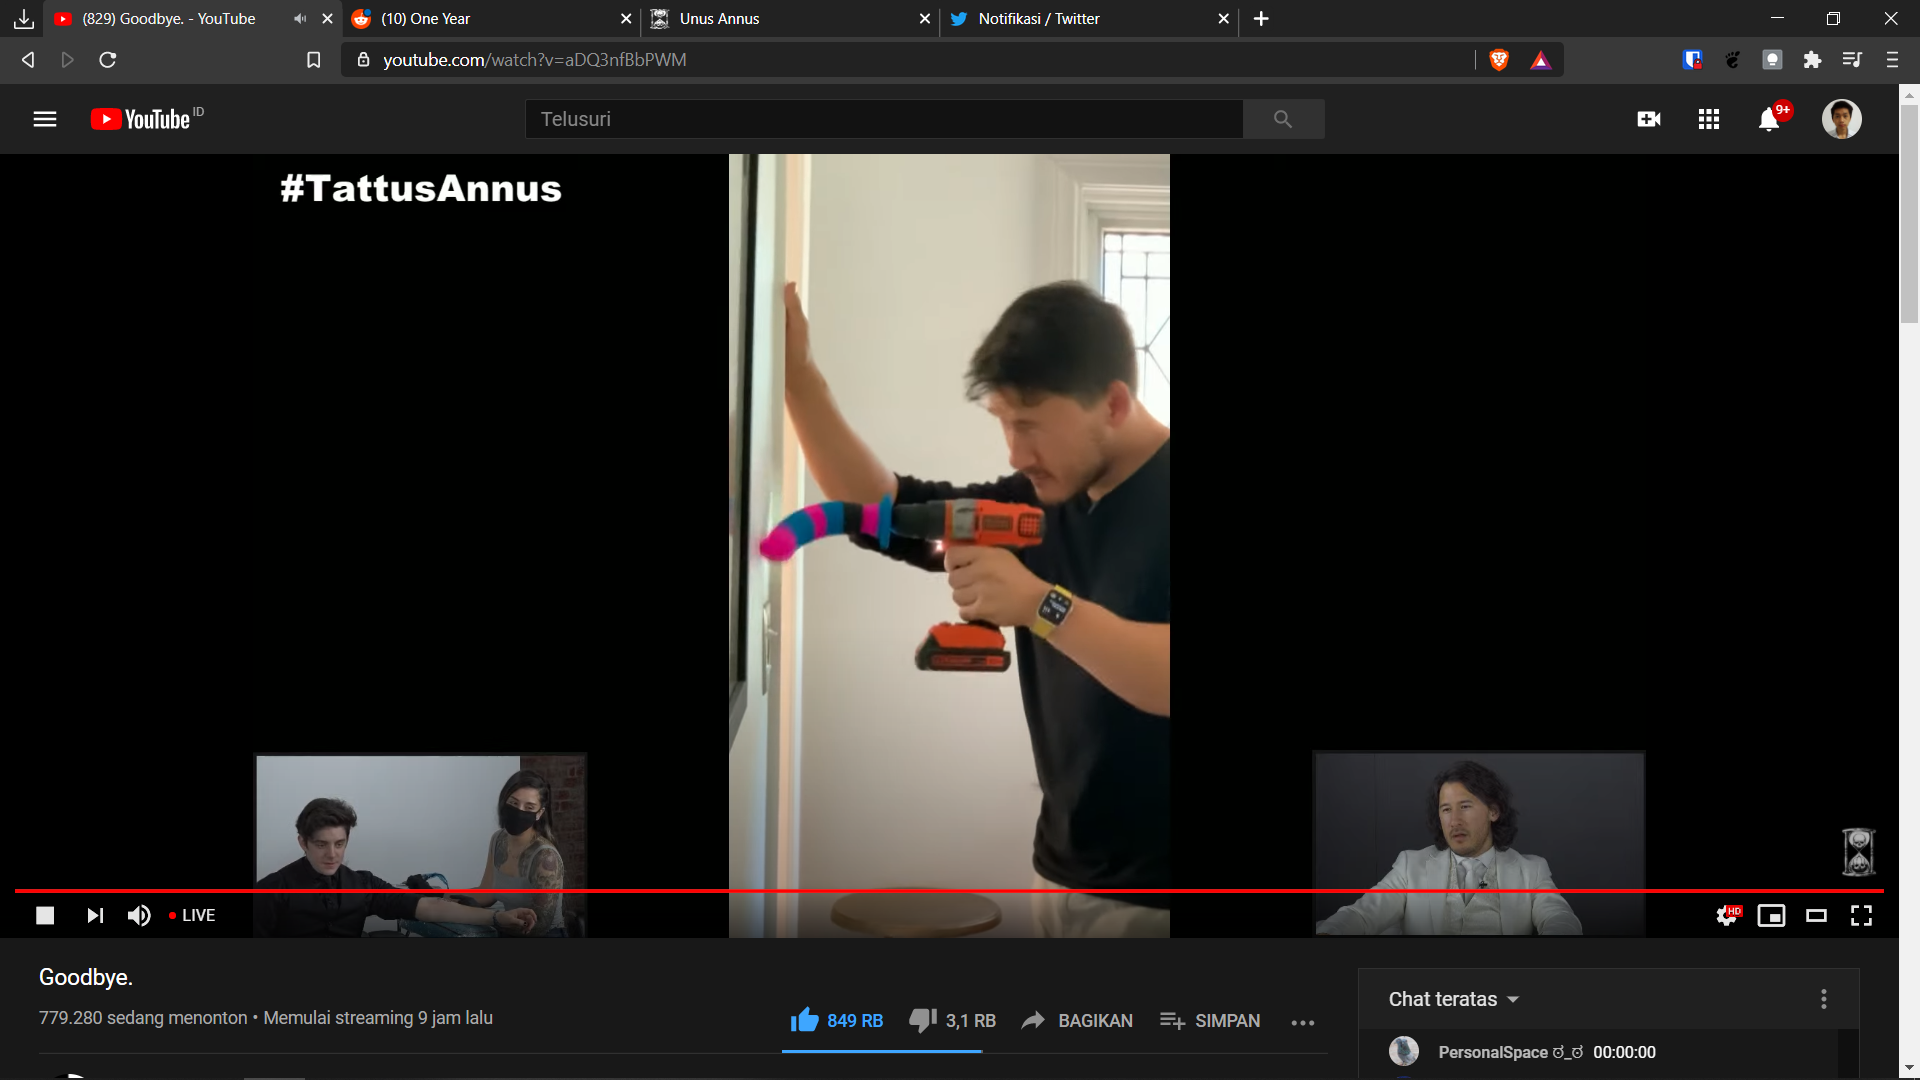 (829) Goodbye. - YouTube
(10) One Year
Unus Annus
Notifikasi / Twitter
youtube.com/watch?v=aDQ3nfBbPWM
YouTube ID
Telusuri
9+
#TattusAnnus
LIVE
HD
Goodbye.
779.280 sedang menonton • Memulai streaming 9 jam lalu
849 RB
3,1 RB
BAGIKAN
SIMPAN
Chat teratas
PersonalSpace ಠ_ಠ 00:00:00